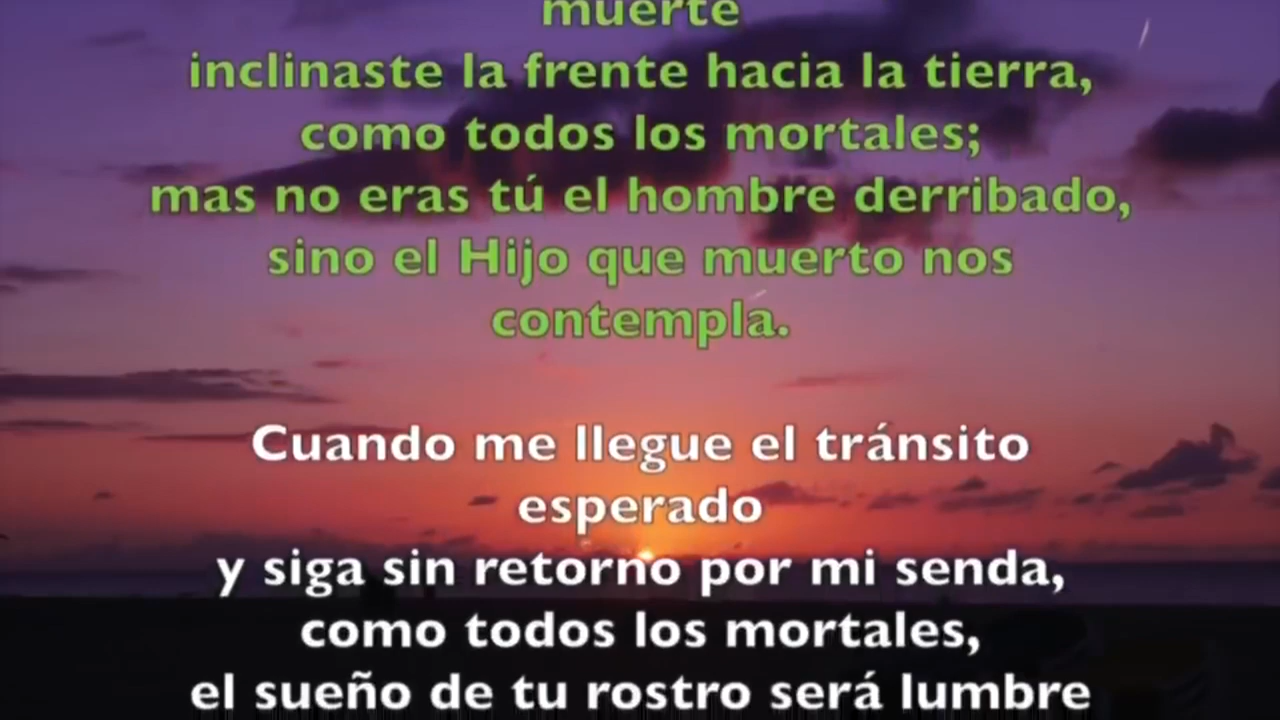 muerte
inclinaste la frente hacia la tierra,
como todos los mortales;
mas no eras tú el hombre derribado,
sino el Hijo que muerto nos
contempla.
Cuando me llegue el tránsito
esperado
y siga sin retorno por mi senda,
como todos los mortales,
el sueño de tu rostro será lumbre